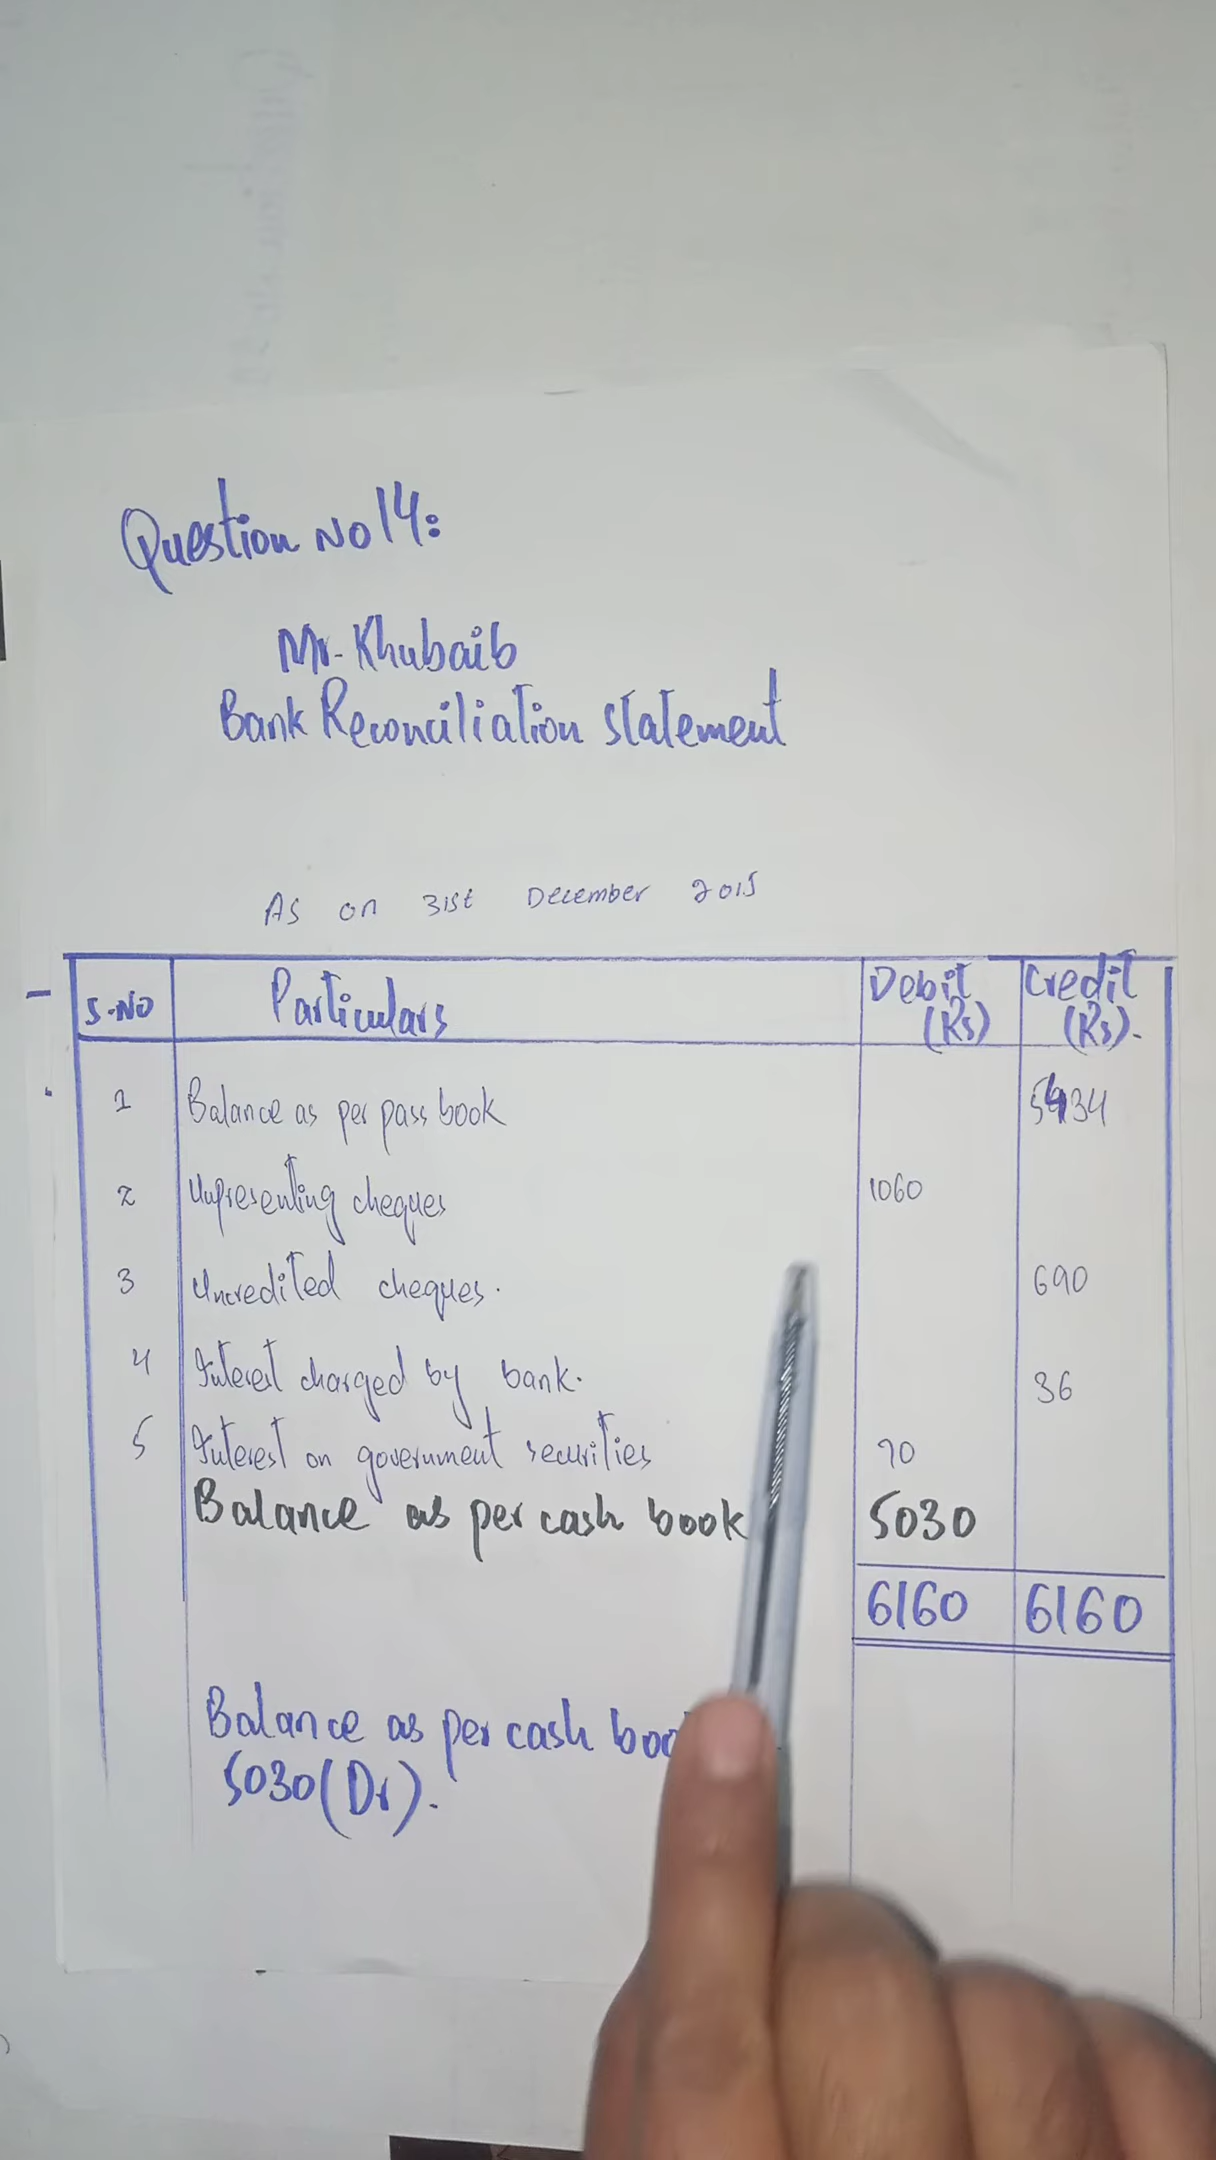 Question No 14:
Mr. Khubaib
Bank Reconciliation statement
As on 31st December 2015
S.No Particulars Debit (Rs) Credit (Rs).
1 Balance as per pass book 5434
2 Unpresenting cheques 1060
3 Uncredited cheques. 690
4 Interest charged by bank. 36
5 Interest on government securities 70
Balance as per cash book 5030
6160 6160
Balance as per cash
5030 (Dr).